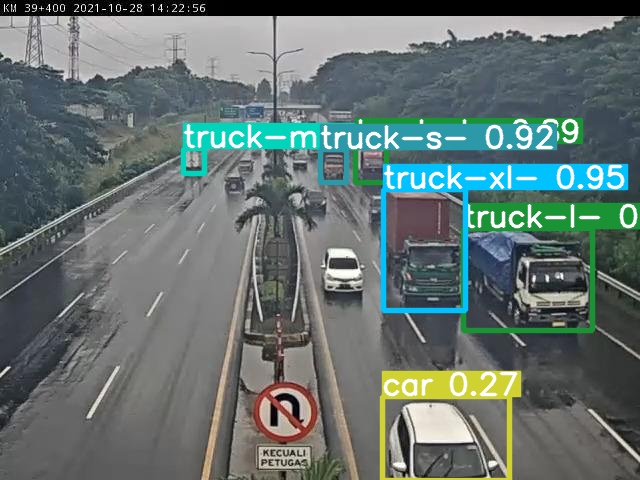 KM 39+400 2021-10-28 14:22:56
truck-m
truck-s- 0.92
truck-xl- 0.95
truck-l- 0
car 0.27
KECUALI
PETUGAS